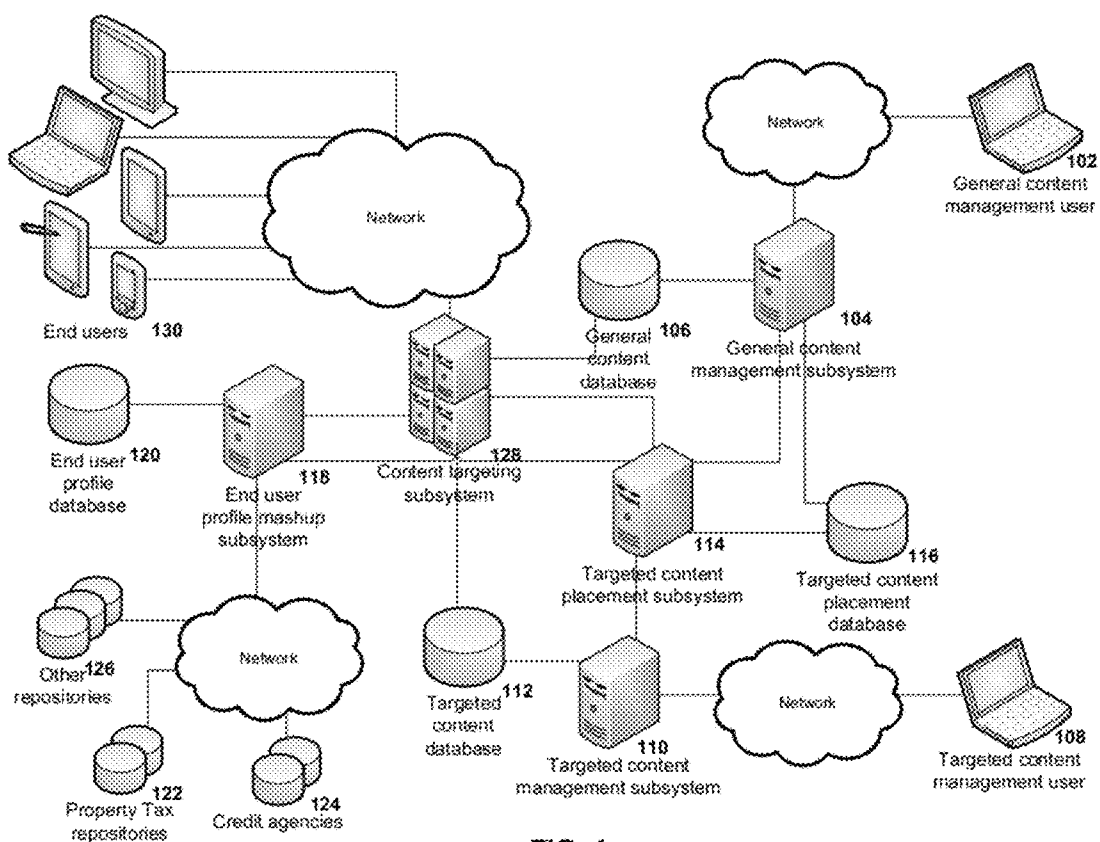 Network
102
General content
management user
Network
End users 130
106
General
content
database
104
General content
management subsystem
120
End user
profile
database
118
End user
profile mashup
subsystem
128
Content targeting
subsystem
114
Targeted content
placement subsystem
116
Targeted content
placement
database
Other 126
repositories
Network
112
Targeted
content
database
110
Targeted content
management subsystem
Network
108
Targeted content
management user
122
Property Tax
repositories
124
Credit agencies